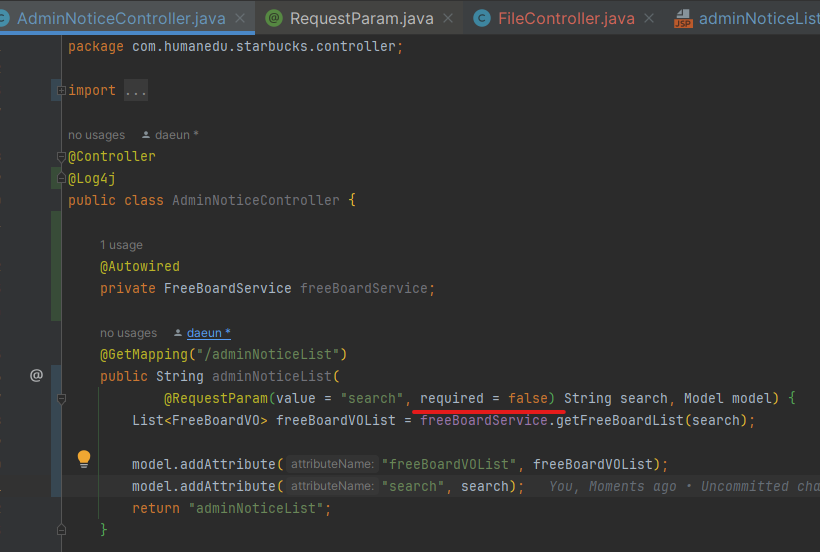 AdminNoticeController.java RequestParam.java FileController.java adminNoticeList
package com.humanedu.starbucks.controller;
import ...
no usages daeun *
@Controller
@Log4j
public class AdminNoticeController {
1 usage
@Autowired
private FreeBoardService freeBoardService;
no usages daeun *
@GetMapping("/adminNoticeList")
public String adminNoticeList(
@RequestParam(value = "search", required = false) String search, Model model) {
List<FreeBoardVO> freeBoardVOList = freeBoardService.getFreeBoardList(search);
model.addAttribute( attributeName: "freeBoardVOList", freeBoardVOList);
model.addAttribute( attributeName: "search", search); You, Moments ago • Uncommitted cha
return "adminNoticeList";
}